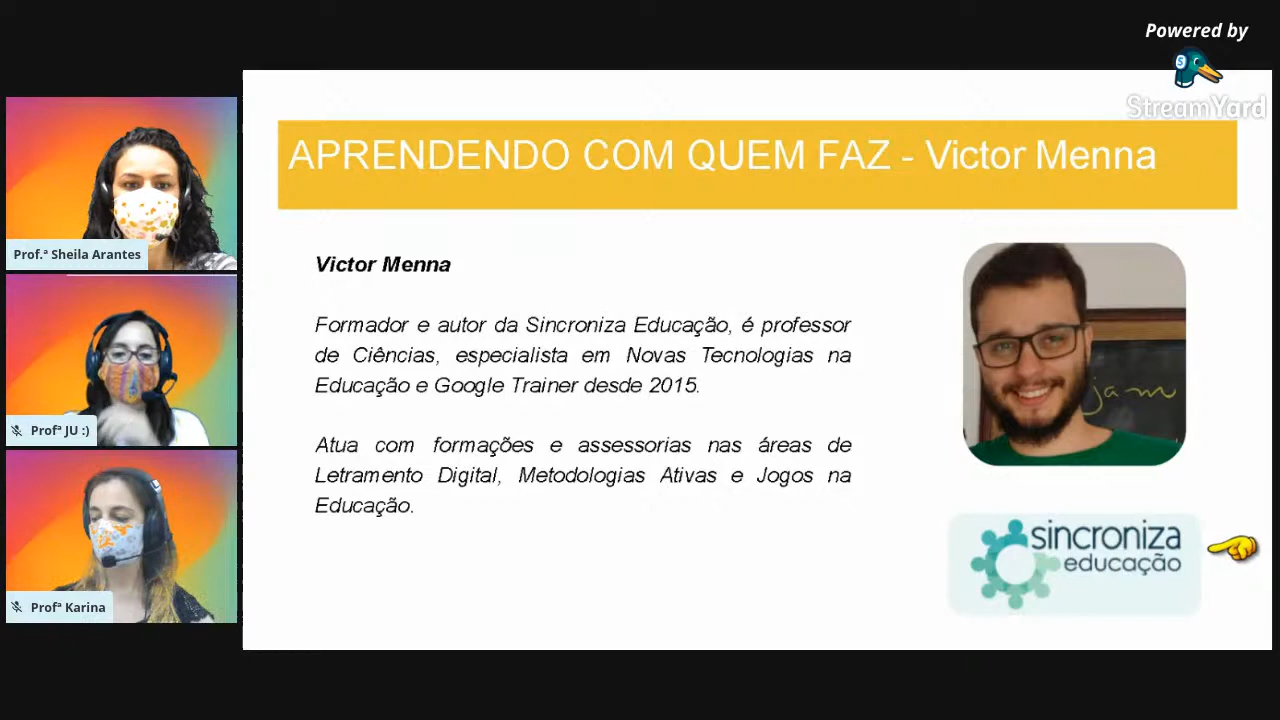 Powered by
StreamYard
APRENDENDO COM QUEM FAZ - Victor Menna
Prof.ª Sheila Arantes
Profª JU :)
Profª Karina
Victor Menna
Formador e autor da Sincroniza Educação, é professor
de Ciências, especialista em Novas Tecnologias na
Educação e Google Trainer desde 2015.
Atua com formações e assessorias nas áreas de
Letramento Digital, Metodologias Ativas e Jogos na
Educação.
jam
sincroniza
educação